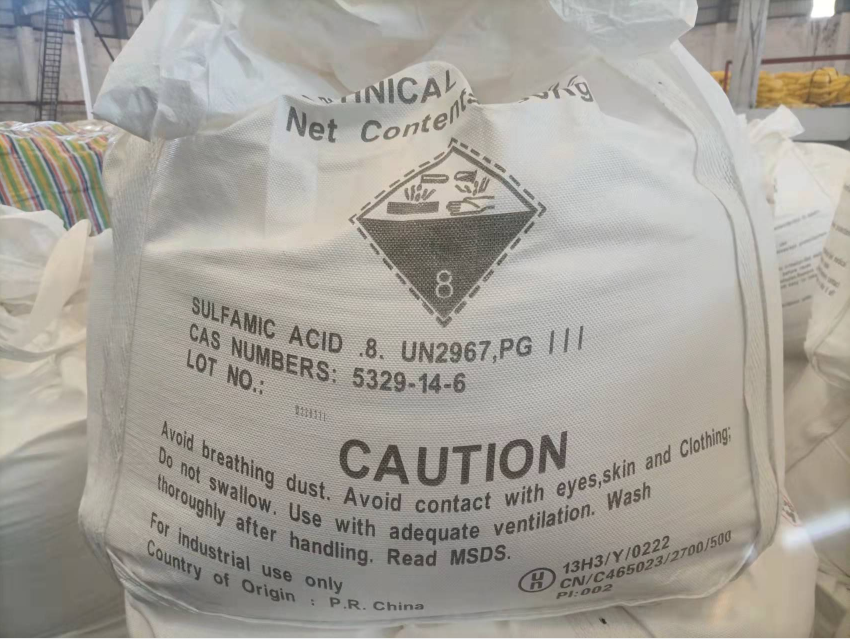 Net Content
8
SULFAMIC ACID .8. UN2967,PG III
CAS NUMBERS: 5329-14-6
LOT NO.:
CAUTION
Avoid breathing dust. Avoid contact with eyes,skin and Clothing;
Do not swallow. Use with adequate ventilation. Wash
thoroughly after handling. Read MSDS.
For industrial use only
Country of Origin : P.R. China
13H3/Y/0222
CN/C465023/2700/500
PI:002